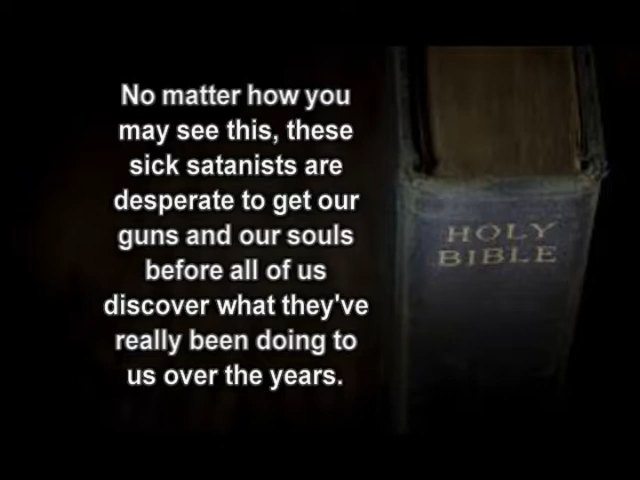 No matter how you
may see this, these
sick satanists are
desperate to get our
guns and our souls
before all of us
discover what they've
really been doing to
us over the years.
HOLY
BIBLE